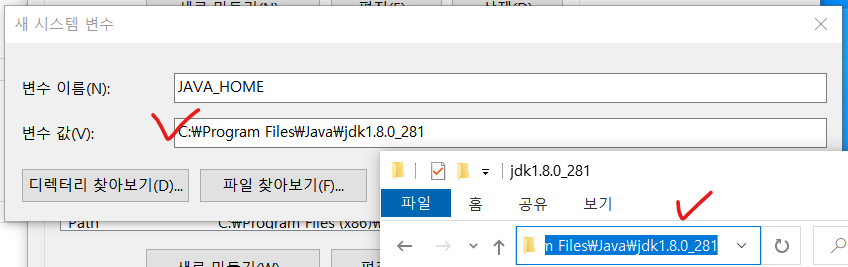 새 시스템 변수
변수 이름(N):
JAVA_HOME
변수 값(V):
C:₩Program Files₩Java₩jdk1.8.0_281
디렉터리 찾아보기(D)...
파일 찾아보기(F)...
jdk1.8.0_281
파일
홈
공유
보기
m Files₩Java₩jdk1.8.0_281
Path
C:₩Program Files (x86)₩